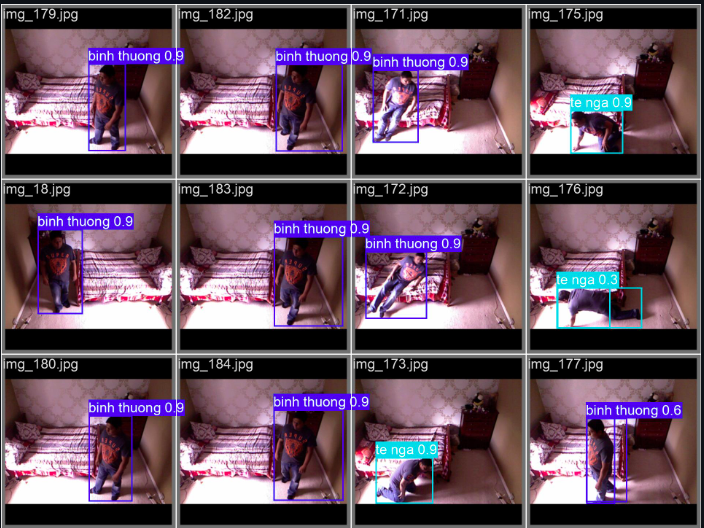 img_179.jpg
binh thuong 0.9
img_182.jpg
binh thuong 0.9
img_171.jpg
binh thuong 0.9
img_175.jpg
te nga 0.9
img_18.jpg
binh thuong 0.9
img_183.jpg
binh thuong 0.9
img_172.jpg
binh thuong 0.9
img_176.jpg
te nga 0.3
img_180.jpg
binh thuong 0.9
img_184.jpg
binh thuong 0.9
img_173.jpg
te nga 0.9
img_177.jpg
binh thuong 0.6